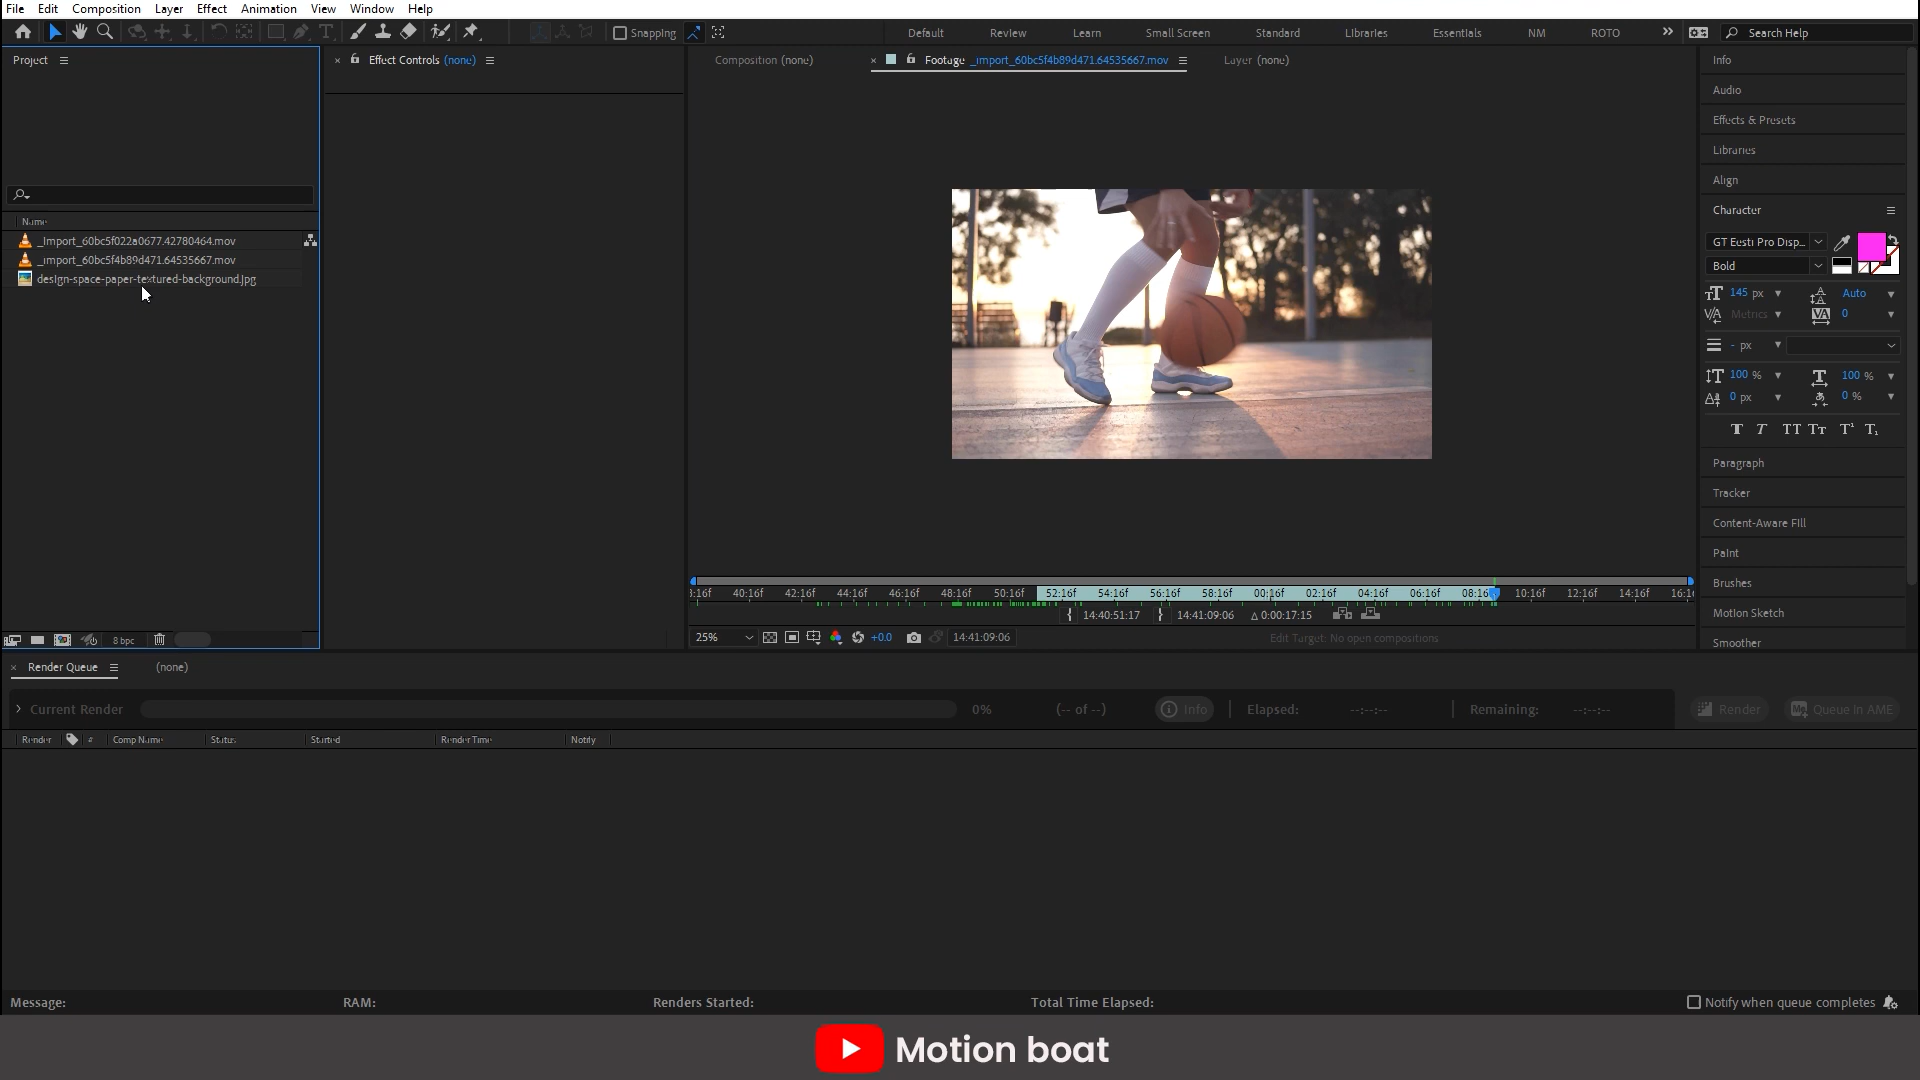 File Edit Composition Layer Effect Animation View Window Help
Snapping
Default Review Learn Small Screen Standard Libraries Essentials NM ROTO
Search Help
Project
Effect Controls (none)
Composition (none)
Footage _import_60bc5f4b89d471.64535667.mov
Layer (none)
Name
_import_60bc5f022a0677.42780464.mov
_import_60bc5f4b89d471.64535667.mov
design-space-paper-textured-background.jpg
8 bpc
3:16f 40:16f 42:16f 44:16f 46:16f 48:16f 50:16f 52:16f 54:16f 56:16f 58:16f 00:16f 02:16f 04:16f 06:16f 08:16f 10:16f 12:16f 14:16f 16:1
14:40:51:17 14:41:09:06 Δ 0:00:17:15
25% +0.0 14:41:09:06 Edit Target: No open compositions
Info
Audio
Effects & Presets
Libraries
Align
Character
GT Eesti Pro Disp...
Bold
145 px Auto
Metrics 0
- px
100 % 100 %
0 px 0 %
T T TT Tt T¹ T₁
Paragraph
Tracker
Content-Aware Fill
Paint
Brushes
Motion Sketch
Smoother
Render Queue (none)
Current Render 0% (-- of --) Info Elapsed: --:--:-- Remaining: --:--:-- Render Queue In AME
Render # Comp Name Status Started Render Time Notify
Message: RAM: Renders Started: Total Time Elapsed: Notify when queue completes
Motion boat